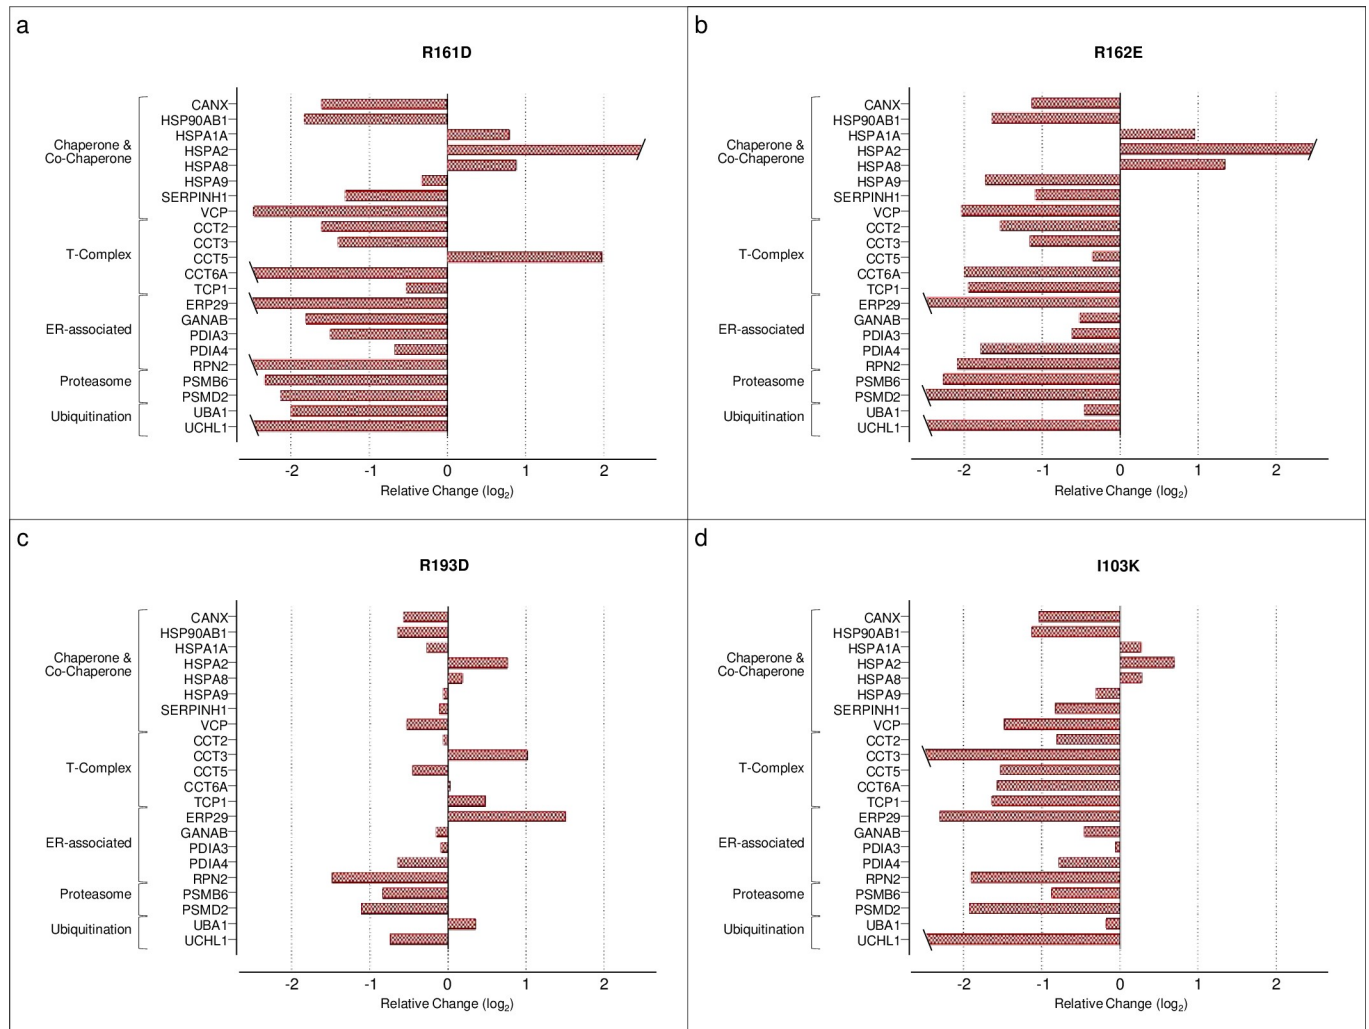 a
R161D
Chaperone &
Co-Chaperone
T-Complex
ER-associated
Proteasome
Ubiquitination
CANX
HSP90AB1
HSPA1A
HSPA2
HSPA8
HSPA9
SERPINH1
VCP
CCT2
CCT3
CCT5
CCT6A
TCP1
ERP29
GANAB
PDIA3
PDIA4
RPN2
PSMB6
PSMD2
UBA1
UCHL1
-2 -1 0 1 2
Relative Change (log2)
b
R162E
Chaperone &
Co-Chaperone
T-Complex
ER-associated
Proteasome
Ubiquitination
CANX
HSP90AB1
HSPA1A
HSPA2
HSPA8
HSPA9
SERPINH1
VCP
CCT2
CCT3
CCT5
CCT6A
TCP1
ERP29
GANAB
PDIA3
PDIA4
RPN2
PSMB6
PSMD2
UBA1
UCHL1
-2 -1 0 1 2
Relative Change (log2)
c
R193D
Chaperone &
Co-Chaperone
T-Complex
ER-associated
Proteasome
Ubiquitination
CANX
HSP90AB1
HSPA1A
HSPA2
HSPA8
HSPA9
SERPINH1
VCP
CCT2
CCT3
CCT5
CCT6A
TCP1
ERP29
GANAB
PDIA3
PDIA4
RPN2
PSMB6
PSMD2
UBA1
UCHL1
-2 -1 0 1 2
Relative Change (log2)
d
I103K
Chaperone &
Co-Chaperone
T-Complex
ER-associated
Proteasome
Ubiquitination
CANX
HSP90AB1
HSPA1A
HSPA2
HSPA8
HSPA9
SERPINH1
VCP
CCT2
CCT3
CCT5
CCT6A
TCP1
ERP29
GANAB
PDIA3
PDIA4
RPN2
PSMB6
PSMD2
UBA1
UCHL1
-2 -1 0 1 2
Relative Change (log2)